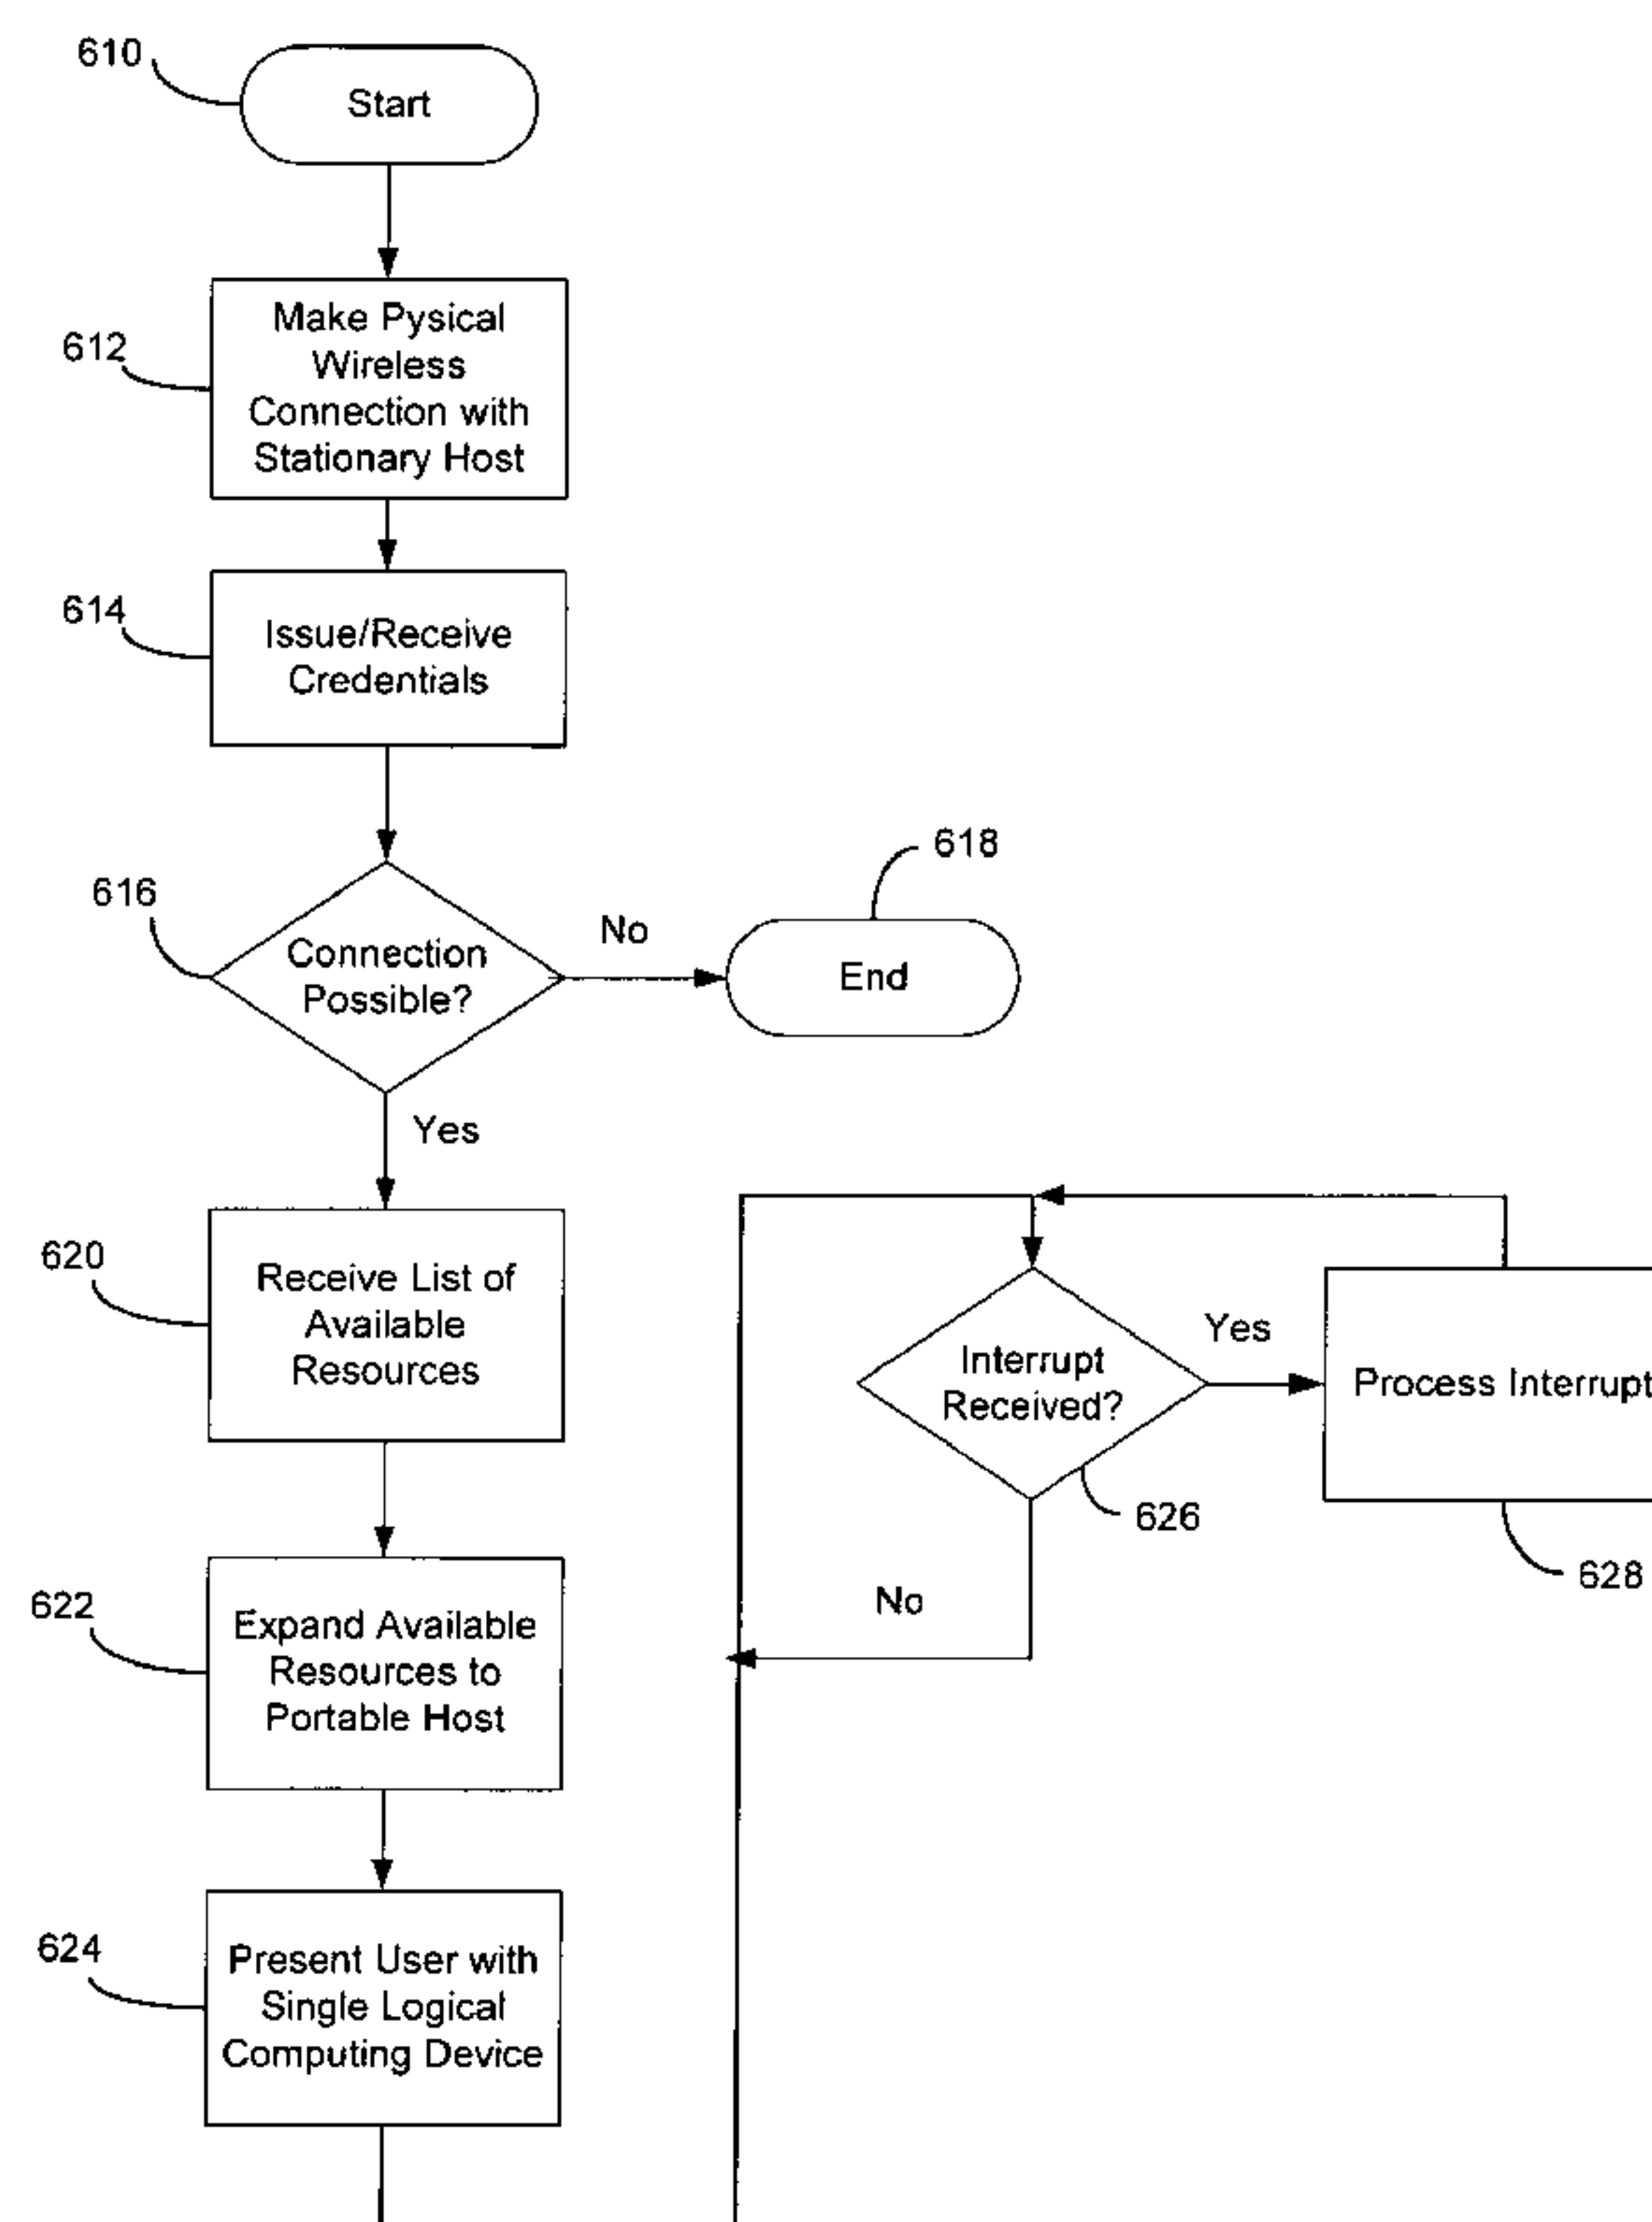 610
Start
612
Make Pysical
Wireless
Connection with
Stationary Host
614
Issue/Receive
Credentials
616
Connection
Possible?
No
618
End
Yes
620
Receive List of
Available
Resources
622
Expand Available
Resources to
Portable Host
624
Present User with
Single Logical
Computing Device
Interrupt
Received?
626
Yes
Process Interrupt
628
No